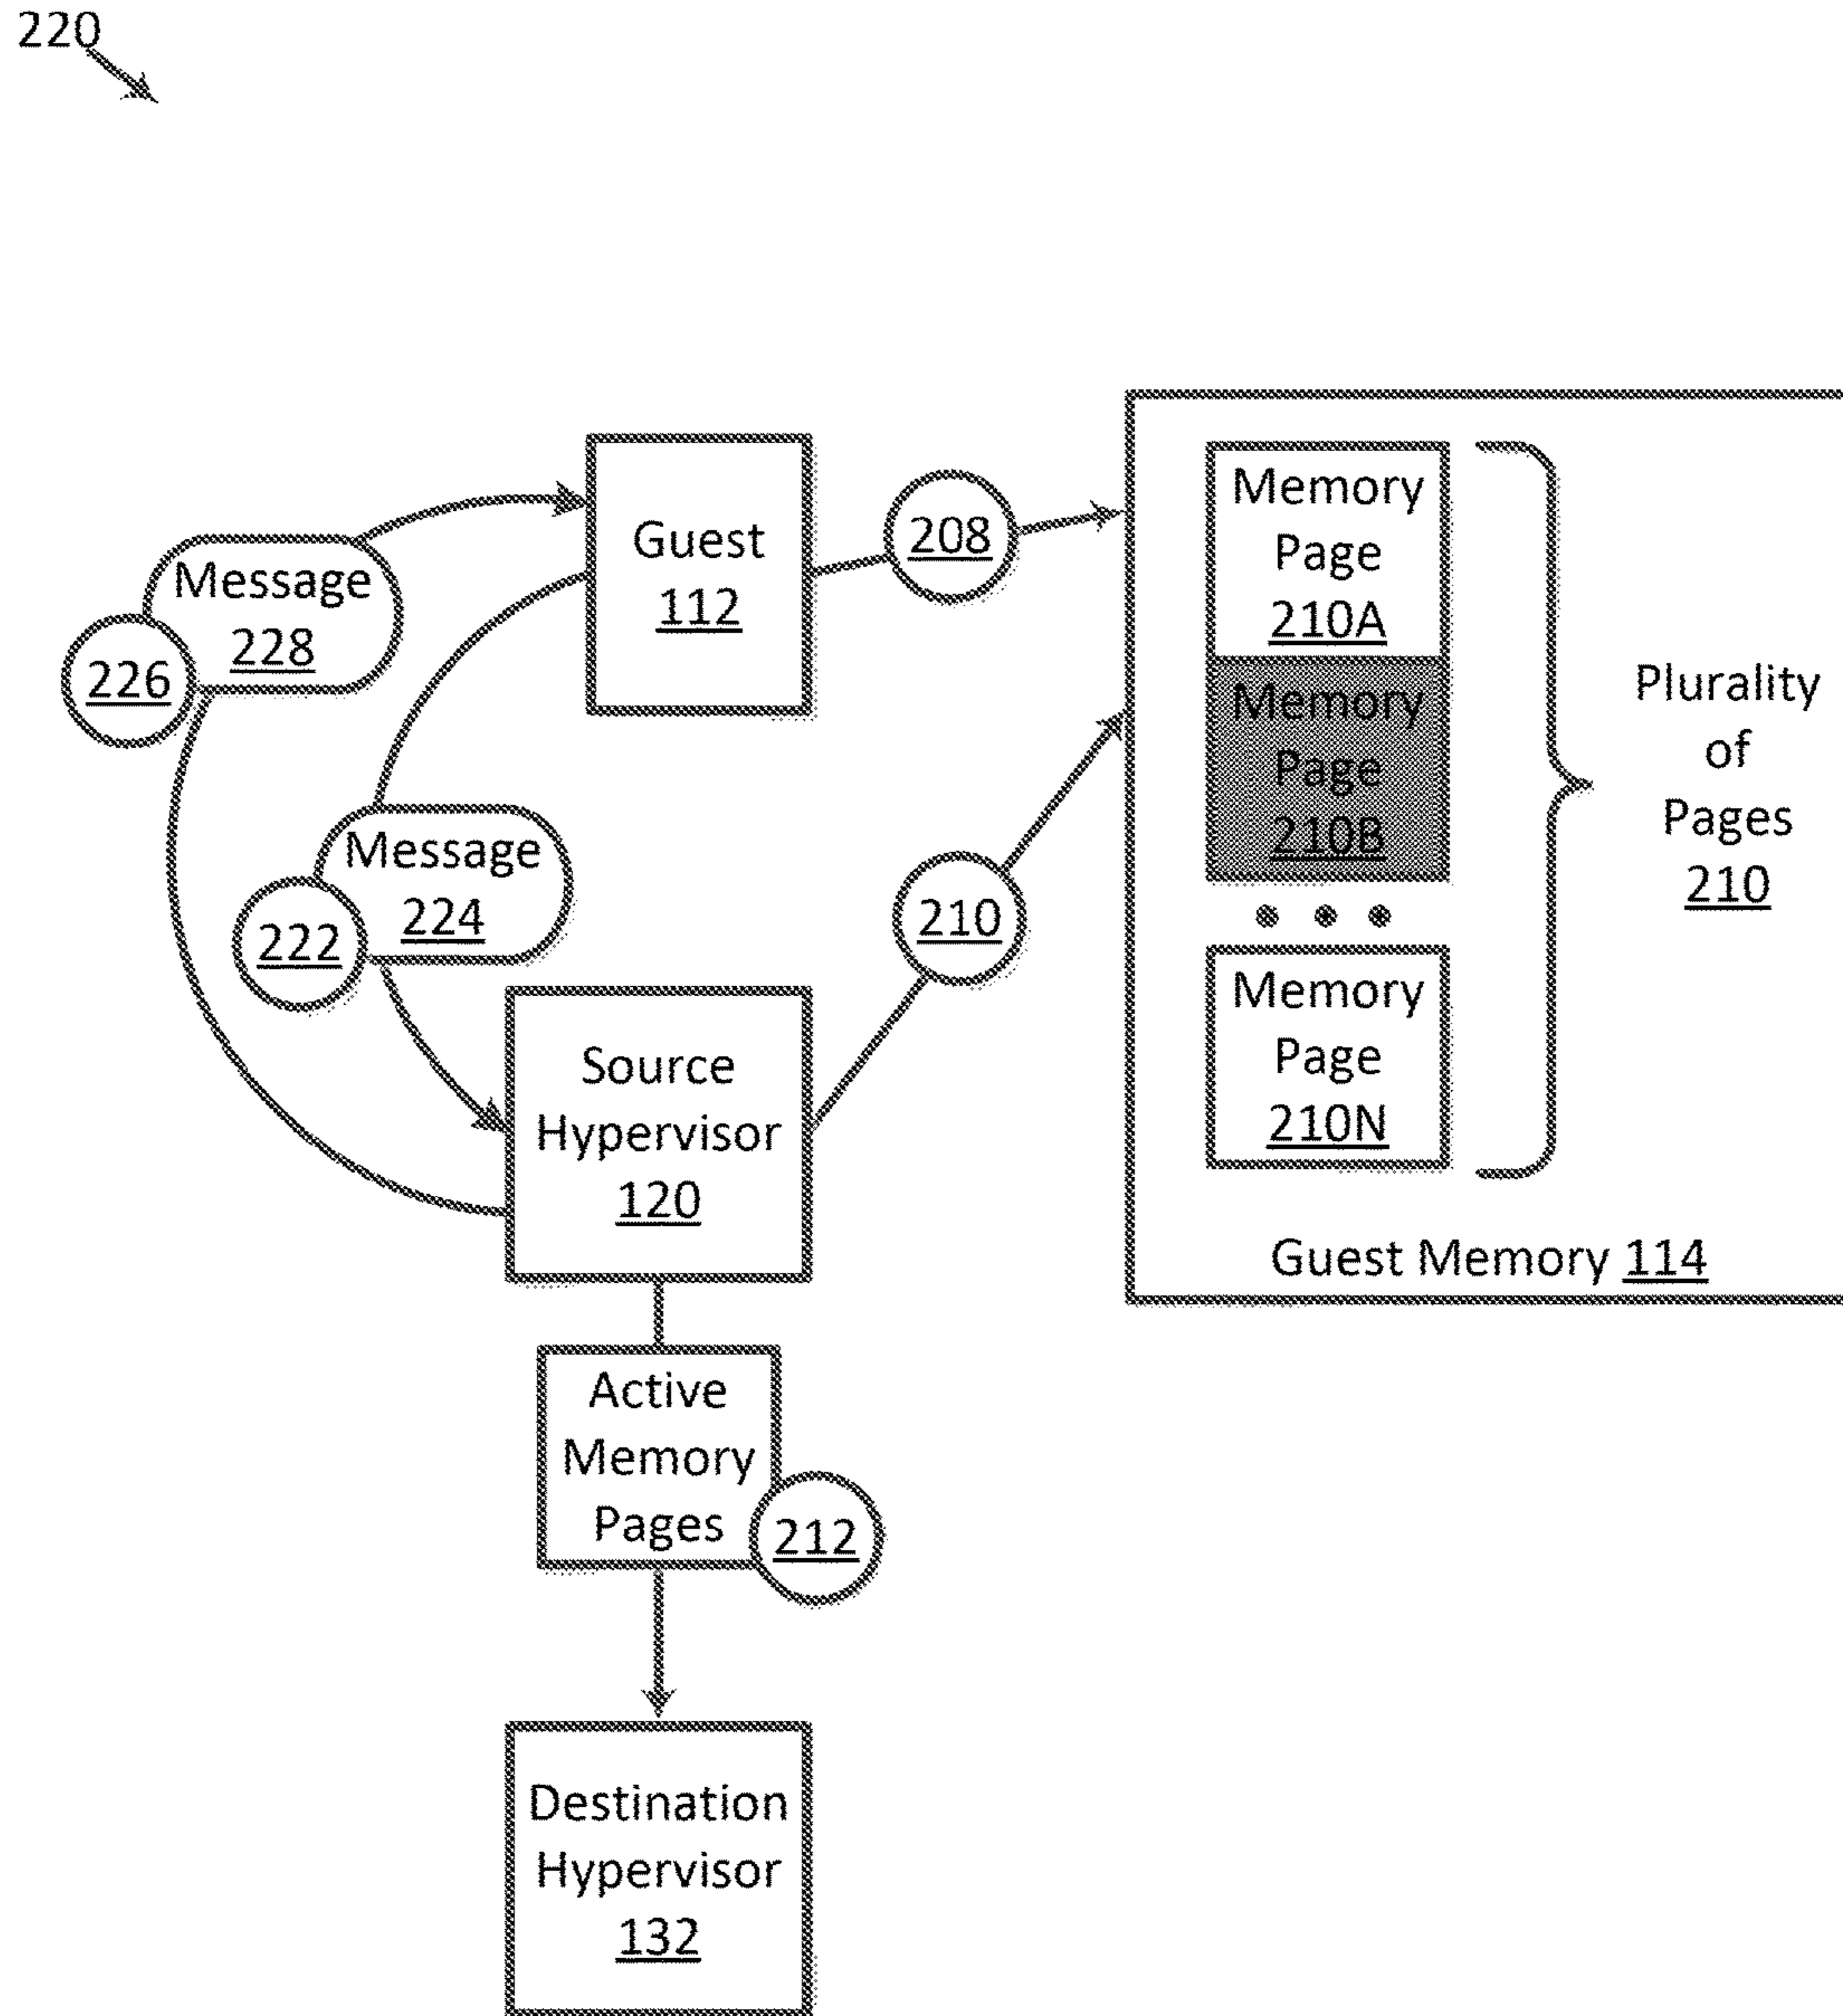 220
Guest
112
208
Message
228
226
Message
224
222
Source
Hypervisor
120
210
Memory
Page
210A
Memory
Page
210B
Memory
Page
210N
Plurality
of
Pages
210
Guest Memory 114
Active
Memory
Pages
212
Destination
Hypervisor
132